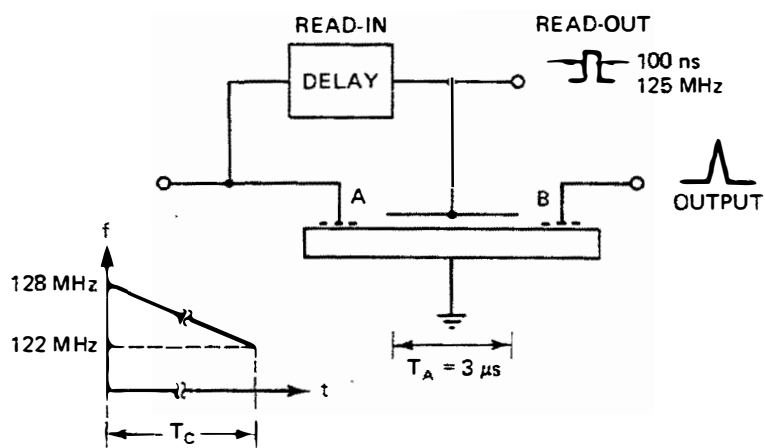 READ-IN
READ-OUT
DELAY
100 ns
125 MHz
A
B
OUTPUT
f
128 MHz
122 MHz
t
T_C
T_A = 3 μs